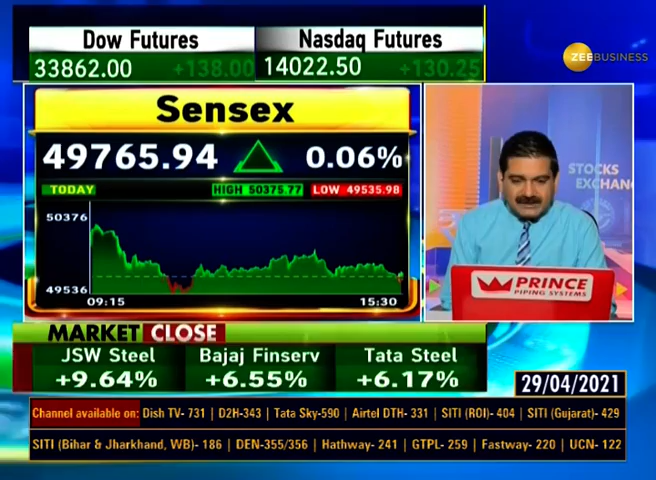 Dow Futures
Nasdaq Futures
33862.00 +138.00
14022.50 +130.25
ZEE BUSINESS
Sensex
49765.94 0.06%
TODAY HIGH 50375.77 LOW 49535.98
50376
49536
09:15 15:30
STOCKS
PRINCE
PIPING SYSTEMS
MARKET CLOSE
JSW Steel Bajaj Finserv Tata Steel
+9.64% +6.55% +6.17%
29/04/2021
Channel available on: Dish TV- 731 | D2H-343 | Tata Sky-590 | Airtel DTH- 331 | SITI (ROI)- 404 | SITI (Gujarat)- 429
SITI (Bihar & Jharkhand, WB)- 186 | DEN-355/356 | Hathway- 241 | GTPL- 259 | Fastway- 220 | UCN- 122